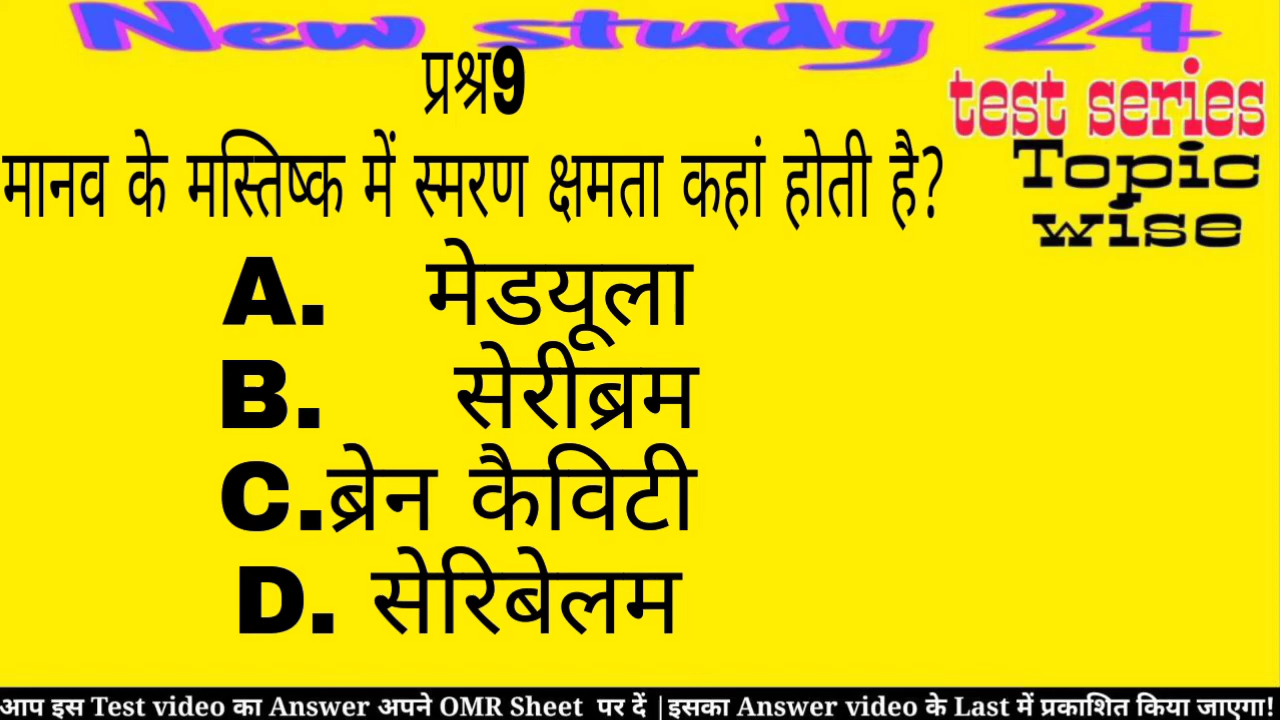 New study 24
प्रश्न9
test series
Topic
wise
मानव के मस्तिष्क में स्मरण क्षमता कहां होती है?
A. मेडयूला
B. सेरीब्रम
C.ब्रेन कैविटी
D. सेरिबेलम
आप इस Test video का Answer अपने OMR Sheet पर दें |इसका Answer video के Last में प्रकाशित किया जाएगा!